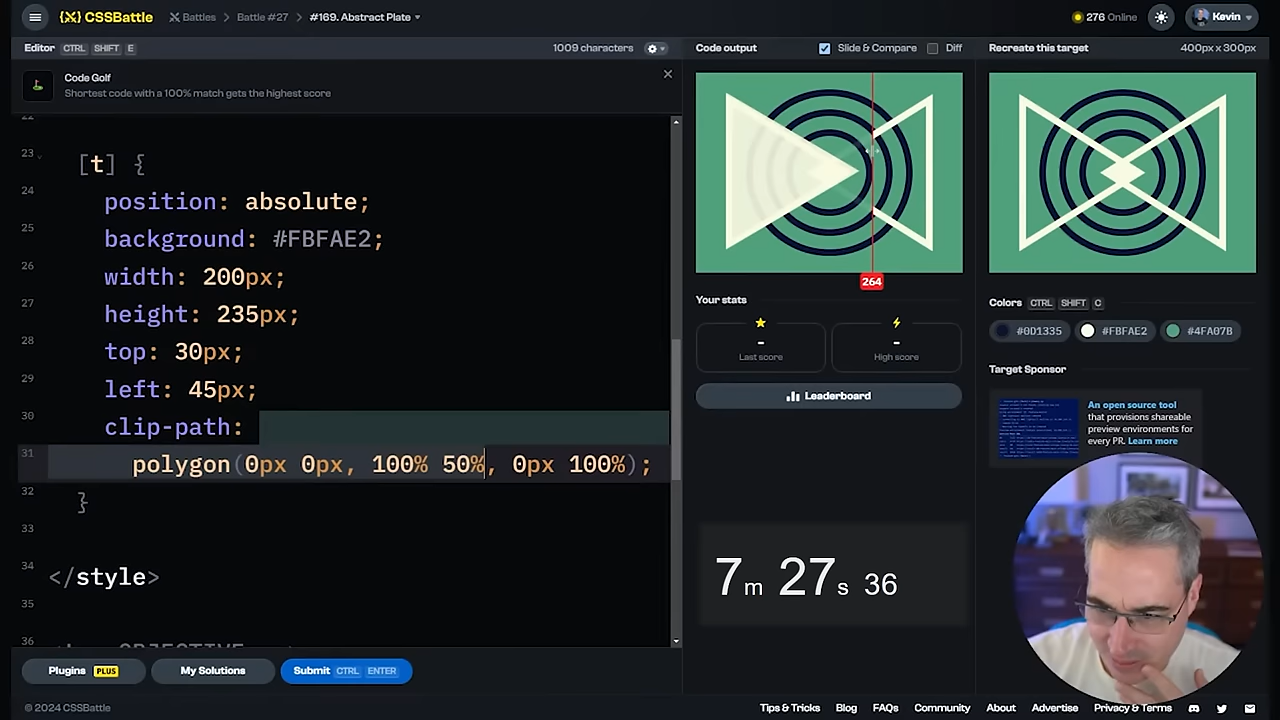 {X} CSSBattle
Battles > Battle #27 > #169. Abstract Plate
276 Online
Kevin
Editor CTRL SHIFT E
1009 characters
Code output
Slide & Compare
Diff
Recreate this target
400px x 300px
Code Golf
Shortest code with a 100% match gets the highest score
22
23 [t] {
24 position: absolute;
25 background: #FBFAE2;
26 width: 200px;
27 height: 235px;
28 top: 30px;
29 left: 45px;
30 clip-path:
31 polygon(0px 0px, 100% 50%, 0px 100%);
32 }
33
34 </style>
35
36
264
Your stats
-
Last score
-
High score
Leaderboard
7m 27s 36
Colors CTRL SHIFT C
#0D1335 #FBFAE2 #4FA07B
Target Sponsor
An open source tool
that provisions shareable
preview environments for
every PR. Learn more
Plugins PLUS
My Solutions
Submit CTRL ENTER
© 2024 CSSBattle
Tips & Tricks Blog FAQs Community About Advertise Privacy & Terms